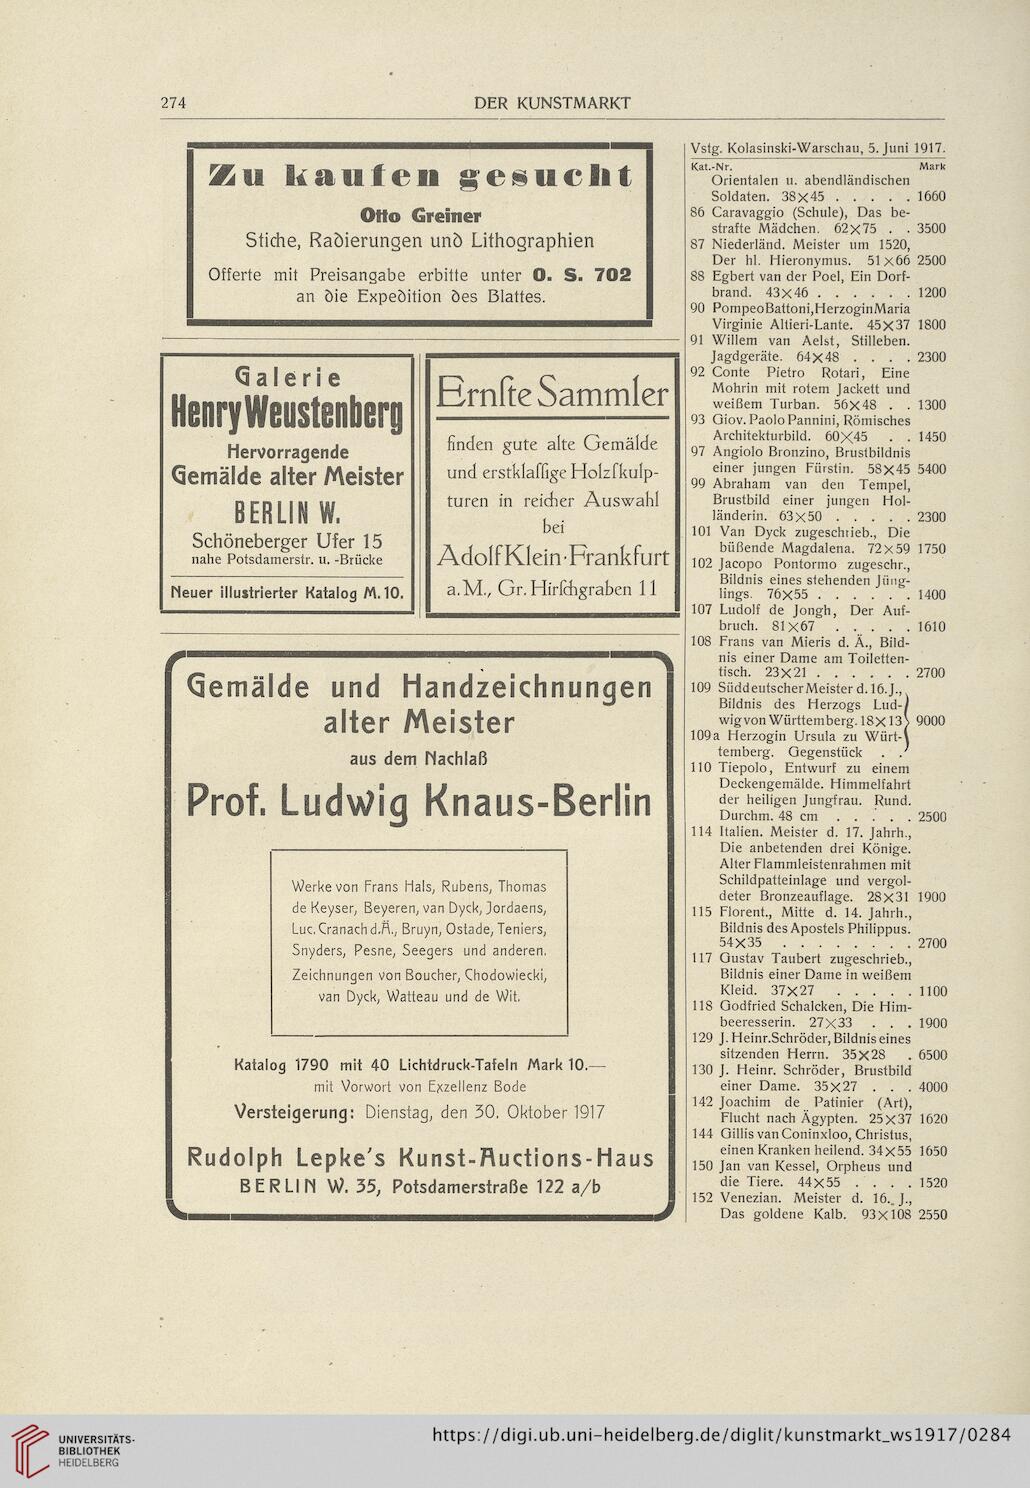 274
DER KUNSTMARKT
Zu kaufen gesucht
Otto Greiner
Stiche, Radierungen und Lithographien
Offerte mit Preisangabe erbitte unter O. S. 702
an die Expedition des Blattes.
Galerie
Henry Weustenberg
Hervorragende
Gemälde alter Meister
BERLIN W.
Schöneberger Ufer 15
nahe Potsdamerstr. u. -Brücke
Neuer illustrierter Katalog M. 10.
Ernſte Sammler
finden gute alte Gemälde
und erstklaſſige Holzſkulp-
turen in reicher Auswahl
bei
Adolf Klein-Frankfurt
a. M., Gr. Hirſchgraben 11
Gemälde und Handzeichnungen
alter Meister
aus dem Nachlaß
Prof. Ludwig Knaus-Berlin
Werke von Frans Hals, Rubens, Thomas
de Keyser, Beyeren, van Dyck, Jordaens,
Luc. Cranach d. Ä., Bruyn, Ostade, Teniers,
Snyders, Pesne, Seegers und anderen.
Zeichnungen von Boucher, Chodowiecki,
van Dyck, Watteau und de Wit.
Katalog 1790 mit 40 Lichtdruck-Tafeln Mark 10.—
mit Vorwort von Exzellenz Bode
Versteigerung: Dienstag, den 30. Oktober 1917
Rudolph Lepke's Kunst-Auctions-Haus
BERLIN W. 35, Potsdamerstraße 122 a/b
Vstg. Kolasinski-Warschau, 5. Juni 1917.
Kat.-Nr. Mark
Orientalen u. abendländischen
Soldaten. 38×45 . . . . . 1660
86 Caravaggio (Schule), Das be-
strafte Mädchen. 62×75 . . 3500
87 Niederländ. Meister um 1520,
Der hl. Hieronymus. 51×66 2500
88 Egbert van der Poel, Ein Dorf-
brand. 43×46 . . . . . . 1200
90 Pompeo Battoni, Herzogin Maria
Virginie Altieri-Lante. 45×37 1800
91 Willem van Aelst, Stilleben.
Jagdgeräte. 64×48 . . . . 2300
92 Conte Pietro Rotari, Eine
Mohrin mit rotem Jackett und
weißem Turban. 56×48 . . 1300
93 Giov. Paolo Pannini, Römisches
Architekturbild. 60×45 . . 1450
97 Angiolo Bronzino, Brustbildnis
einer jungen Fürstin. 58×45 5400
99 Abraham van den Tempel,
Brustbild einer jungen Hol-
länderin. 63×50 . . . . . 2300
101 Van Dyck zugeschrieb., Die
büßende Magdalena. 72×59 1750
102 Jacopo Pontormo zugeschr.,
Bildnis eines stehenden Jüng-
lings. 76×55 . . . . . . 1400
107 Ludolf de Jongh, Der Auf-
bruch. 81×67 . . . . . 1610
108 Frans van Mieris d. Ä., Bild-
nis einer Dame am Toiletten-
tisch. 23×21 . . . . . . 2700
109 Süddeutscher Meister d. 16. J.,
Bildnis des Herzogs Lud-
wig von Württemberg. 18×13 9000
109a Herzogin Ursula zu Würt-
temberg. Gegenstück . .
110 Tiepolo, Entwurf zu einem
Deckengemälde. Himmelfahrt
der heiligen Jungfrau. Rund.
Durchm. 48 cm . . . . . 2500
114 Italien. Meister d. 17. Jahrh.,
Die anbetenden drei Könige.
Alter Flammleistenrahmen mit
Schildpatteinlage und vergol-
deter Bronzeauflage. 28×31 1900
115 Florent., Mitte d. 14. Jahrh.,
Bildnis des Apostels Philippus.
54×35 . . . . . . . . 2700
117 Gustav Taubert zugeschrieb.,
Bildnis einer Dame in weißem
Kleid. 37×27 . . . . . 1100
118 Godfried Schalcken, Die Him-
beeresserin. 27×33 . . . 1900
129 J. Heinr. Schröder, Bildnis eines
sitzenden Herrn. 35×28 . 6500
130 J. Heinr. Schröder, Brustbild
einer Dame. 35×27 . . . 4000
142 Joachim de Patinier (Art),
Flucht nach Ägypten. 25×37 1620
144 Gillis van Coninxloo, Christus,
einen Kranken heilend. 34×55 1650
150 Jan van Kessel, Orpheus und
die Tiere. 44×55 . . . . 1520
152 Venezian. Meister d. 16. J.,
Das goldene Kalb. 93×108 2550
UNIVERSITÄTS-
BIBLIOTHEK
HEIDELBERG
https://digi.ub.uni-heidelberg.de/diglit/kunstmarkt_ws1917/0284